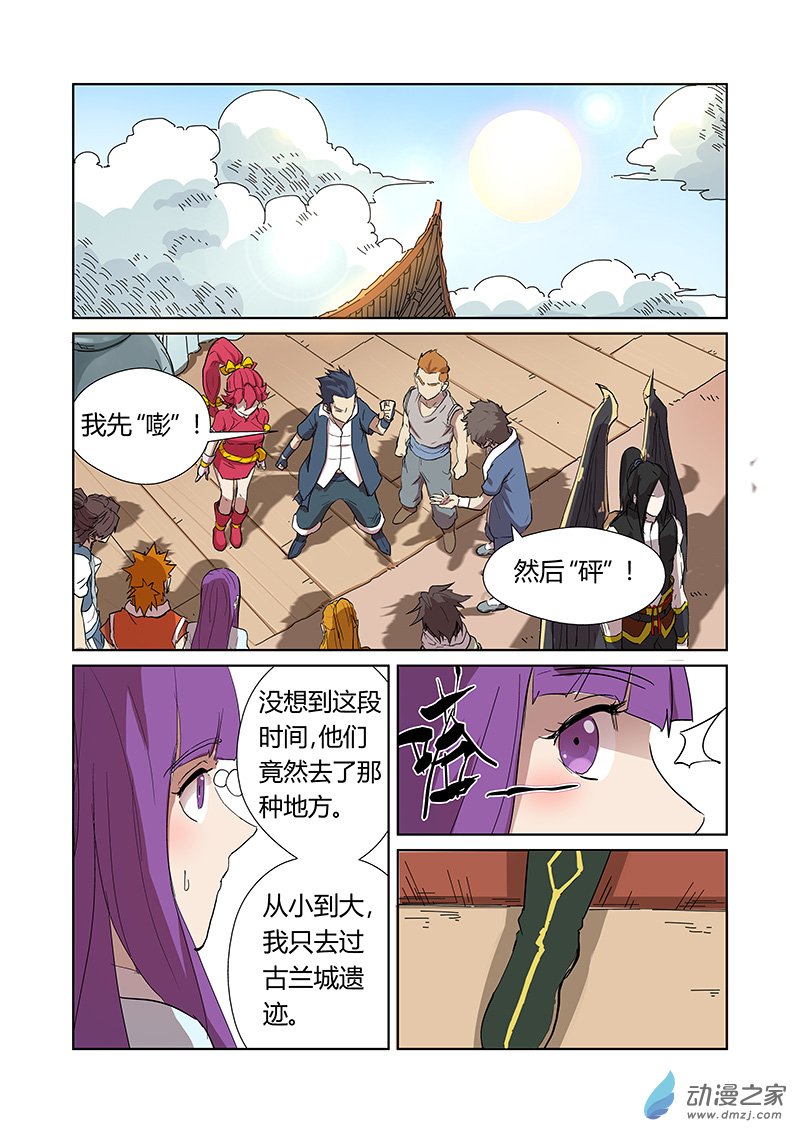 我先“嘭”！
然后“砰”！
没想到这段
时间，他们
竟然去了那
种地方。
从小到大，
我只去过
古兰城遗
迹。
嗒
动漫之家
www.dmzj.com